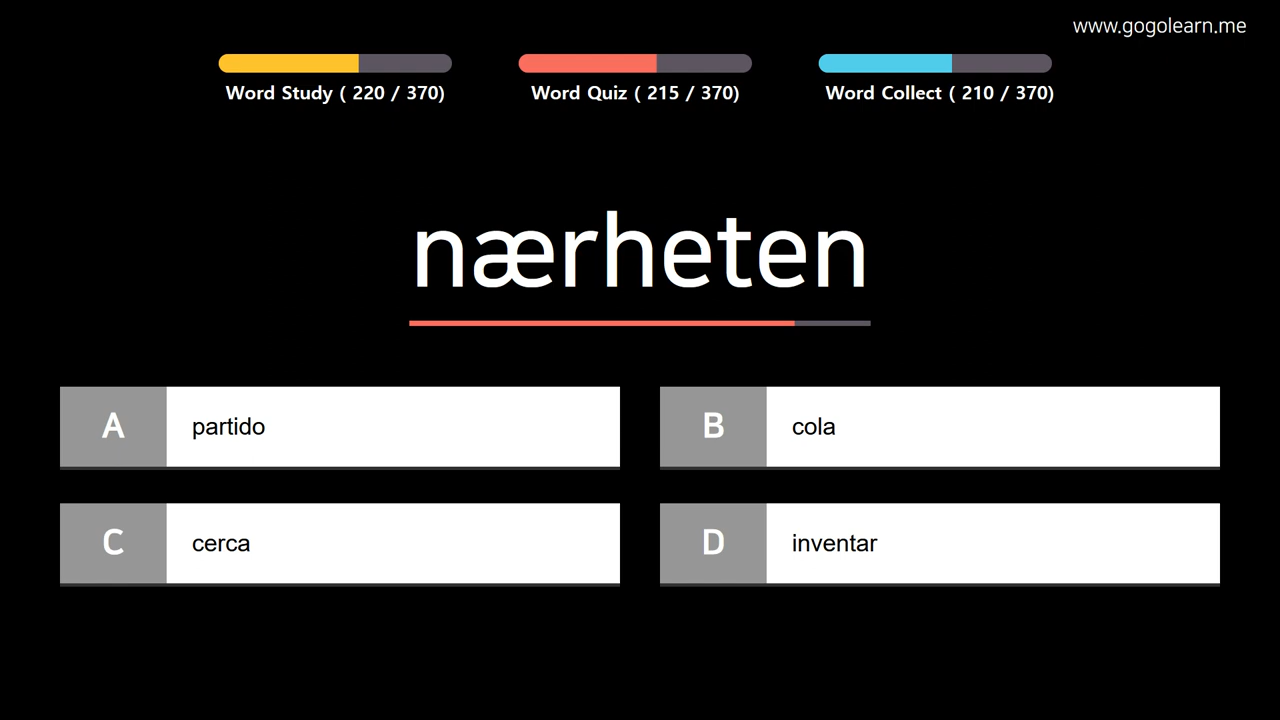 www.gogolearn.me
Word Study ( 220 / 370)
Word Quiz ( 215 / 370)
Word Collect ( 210 / 370)
nærheten
A partido
B cola
C cerca
D inventar